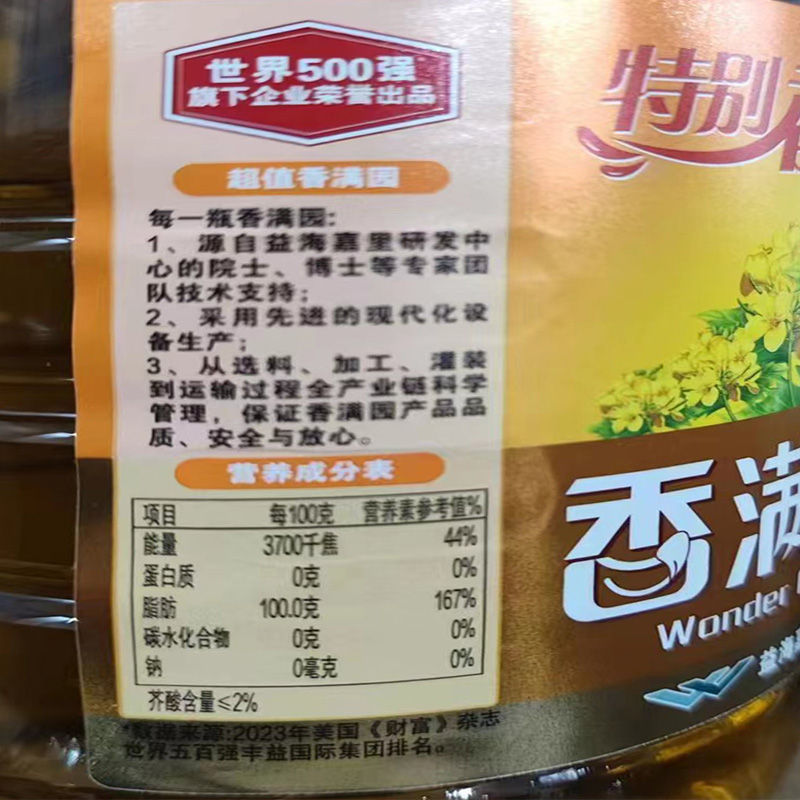 世界500强
旗下企业荣誉出品
超值香满园
每一瓶香满园:
1、源自益海嘉里研发中
心的院士、博士等专家团
队技术支持;
2、采用先进的现代化设
备生产;
3、从选料、加工、灌装
到运输过程全产业链科学
管理,保证香满园产品品
质、安全与放心。
营养成分表
项目 每100克 营养素参考值%
能量 3700千焦 44%
蛋白质 0克 0%
脂肪 100.0克 167%
碳水化合物 0克 0%
钠 0毫克 0%
芥酸含量≤2%
*数据来源:2023年美国《财富》杂志
世界五百强丰益国际集团排名。
特别
香满
Wonder
益海